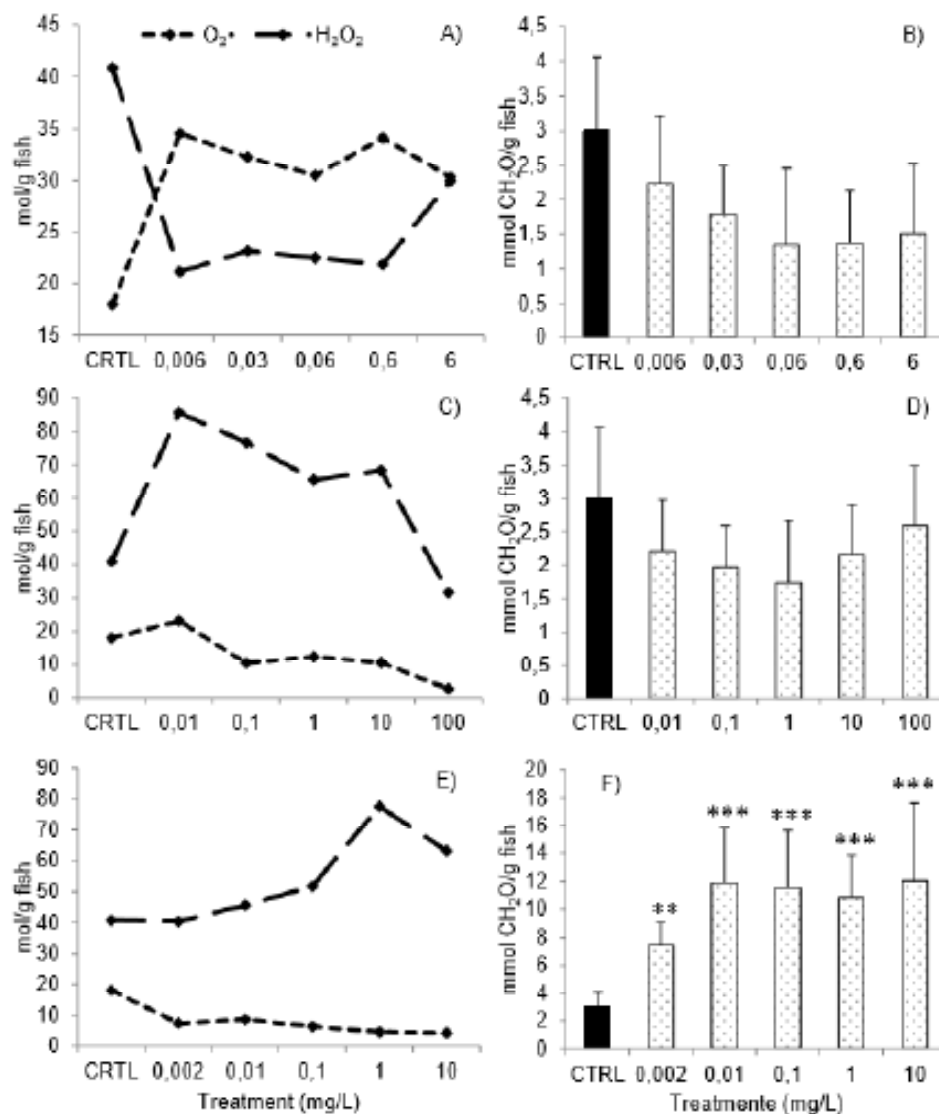 O₂• •H₂O₂ A)
mol/g fish
45
40
35
30
25
20
15
CRTL 0,006 0,03 0,06 0,6 6
B)
mmol CH₂O/g fish
4,5
4
3,5
3
2,5
2
1,5
1
0,5
0
CTRL 0,006 0,03 0,06 0,6 6
C)
mol/g fish
90
80
70
60
50
40
30
20
10
0
CRTL 0,01 0,1 1 10 100
D)
mmol CH₂O/g fish
4,5
4
3,5
3
2,5
2
1,5
1
0,5
0
CTRL 0,01 0,1 1 10 100
E)
mol/g fish
90
80
70
60
50
40
30
20
10
0
CRTL 0,002 0,01 0,1 1 10
Treatment (mg/L)
F)
mmol CH₂O/g fish
20
18
16
14
12
10
8
6
4
2
0
** *** *** *** ***
CTRL 0,002 0,01 0,1 1 10
Treatmente (mg/L)